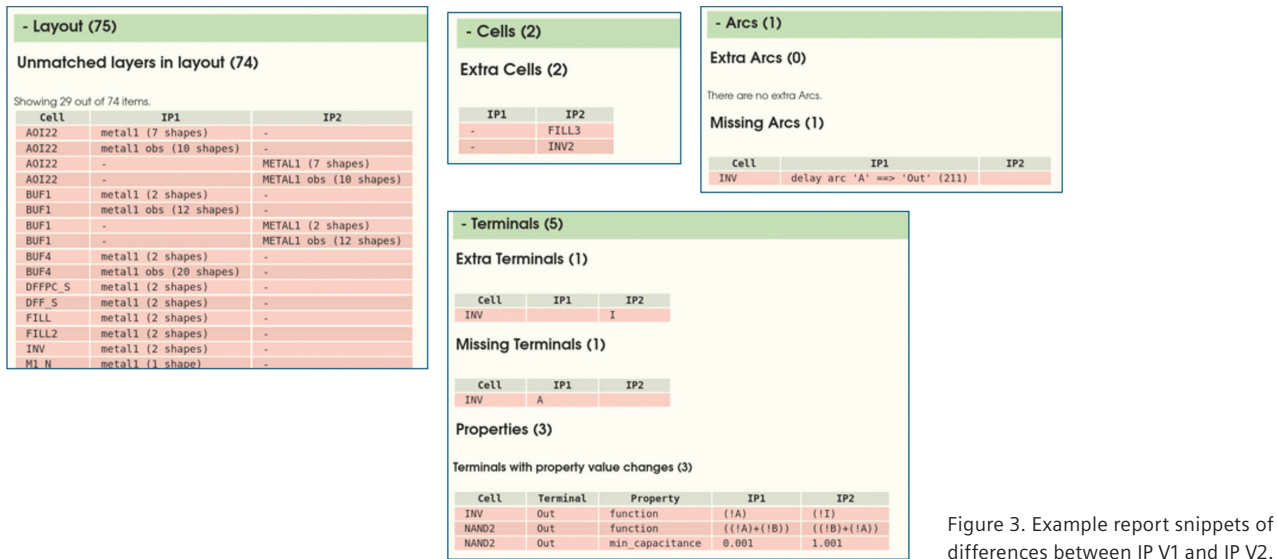 - Layout (75)
Unmatched layers in layout (74)
Showing 29 out of 74 items.
Cell IP1 IP2
AOI22 metal1 (7 shapes) -
AOI22 metal1 obs (10 shapes) -
AOI22 - METAL1 (7 shapes)
AOI22 - METAL1 obs (10 shapes)
BUF1 metal1 (2 shapes) -
BUF1 metal1 obs (12 shapes) -
BUF1 - METAL1 (2 shapes)
BUF1 - METAL1 obs (12 shapes)
BUF4 metal1 (2 shapes) -
BUF4 metal1 obs (20 shapes) -
DFFPC_S metal1 (2 shapes) -
DFF_S metal1 (2 shapes) -
FILL metal1 (2 shapes) -
FILL2 metal1 (2 shapes) -
INV metal1 (2 shapes) -
M1_N metal1 (1 shape) -
- Cells (2)
Extra Cells (2)
IP1 IP2
- FILL3
- INV2
- Arcs (1)
Extra Arcs (0)
There are no extra Arcs.
Missing Arcs (1)
Cell IP1 IP2
INV delay arc 'A' ==> 'Out' (211)
- Terminals (5)
Extra Terminals (1)
Cell IP1 IP2
INV I
Missing Terminals (1)
Cell IP1 IP2
INV A
Properties (3)
Terminals with property value changes (3)
Cell Terminal Property IP1 IP2
INV Out function (!A) (!I)
NAND2 Out function ((!A)+(!B)) ((!B)+(!A))
NAND2 Out min_capacitance 0.001 1.001
Figure 3. Example report snippets of
differences between IP V1 and IP V2.